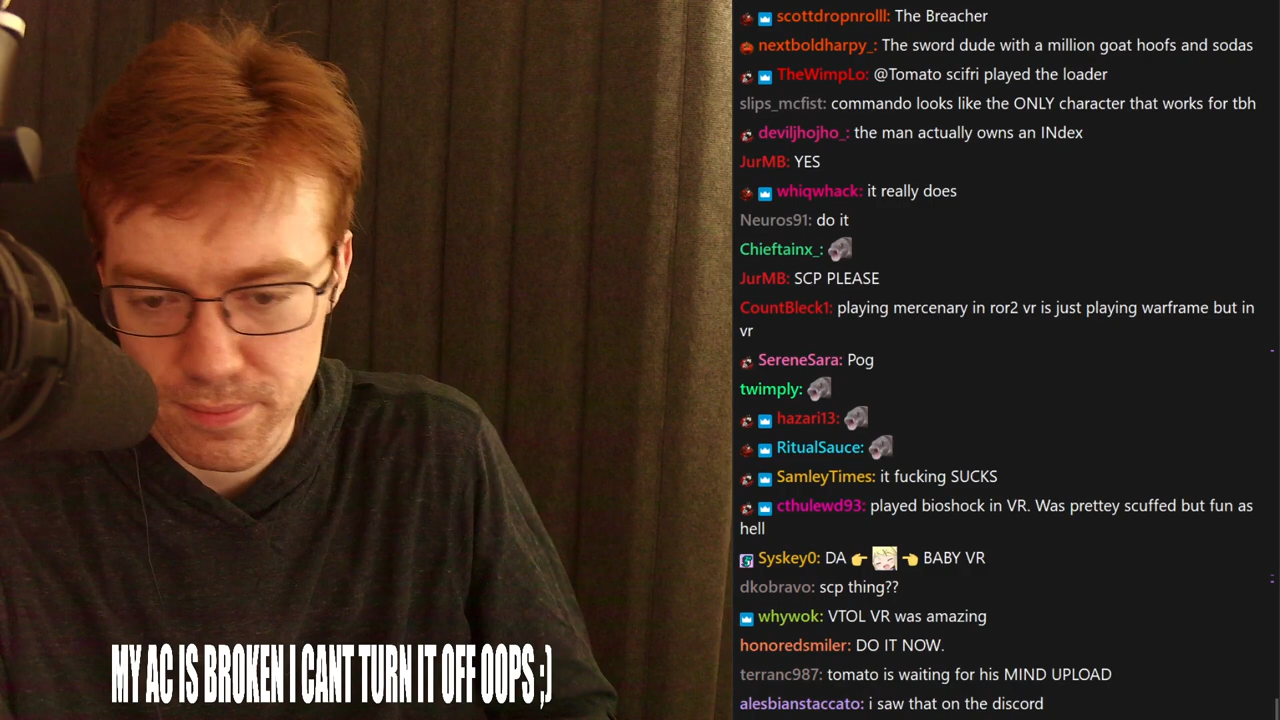 scottdropnrolll: The Breacher
nextboldharpy_: The sword dude with a million goat hoofs and sodas
TheWimpLo: @Tomato scifri played the loader
slips_mcfist: commando looks like the ONLY character that works for tbh
deviljhojho_: the man actually owns an INdex
JurMB: YES
whiqwhack: it really does
Neuros91: do it
Chieftainx_:
JurMB: SCP PLEASE
CountBleck1: playing mercenary in ror2 vr is just playing warframe but in
vr
SereneSara: Pog
twimply:
hazari13:
RitualSauce:
SamleyTimes: it fucking SUCKS
cthulewd93: played bioshock in VR. Was prettey scuffed but fun as
hell
Syskey0: DA 👉 👈 BABY VR
dkobravo: scp thing??
whywok: VTOL VR was amazing
honoredsmiler: DO IT NOW.
terranc987: tomato is waiting for his MIND UPLOAD
alesbianstaccato: i saw that on the discord
MY AC IS BROKEN I CANT TURN IT OFF OOPS ;)